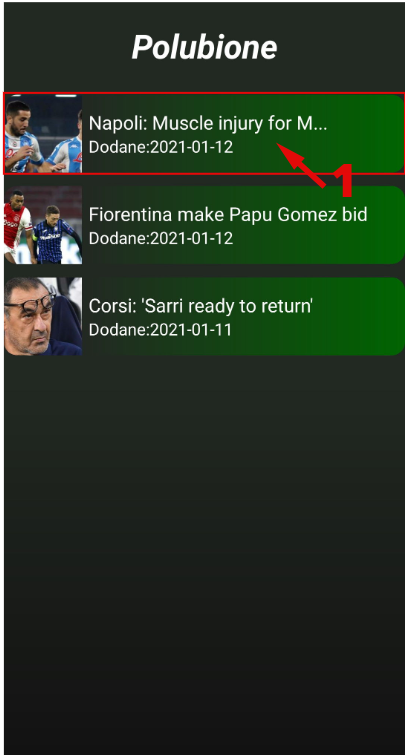 Polubione
Napoli: Muscle injury for M...
Dodane:2021-01-12
1
Fiorentina make Papu Gomez bid
Dodane:2021-01-12
Corsi: 'Sarri ready to return'
Dodane:2021-01-11